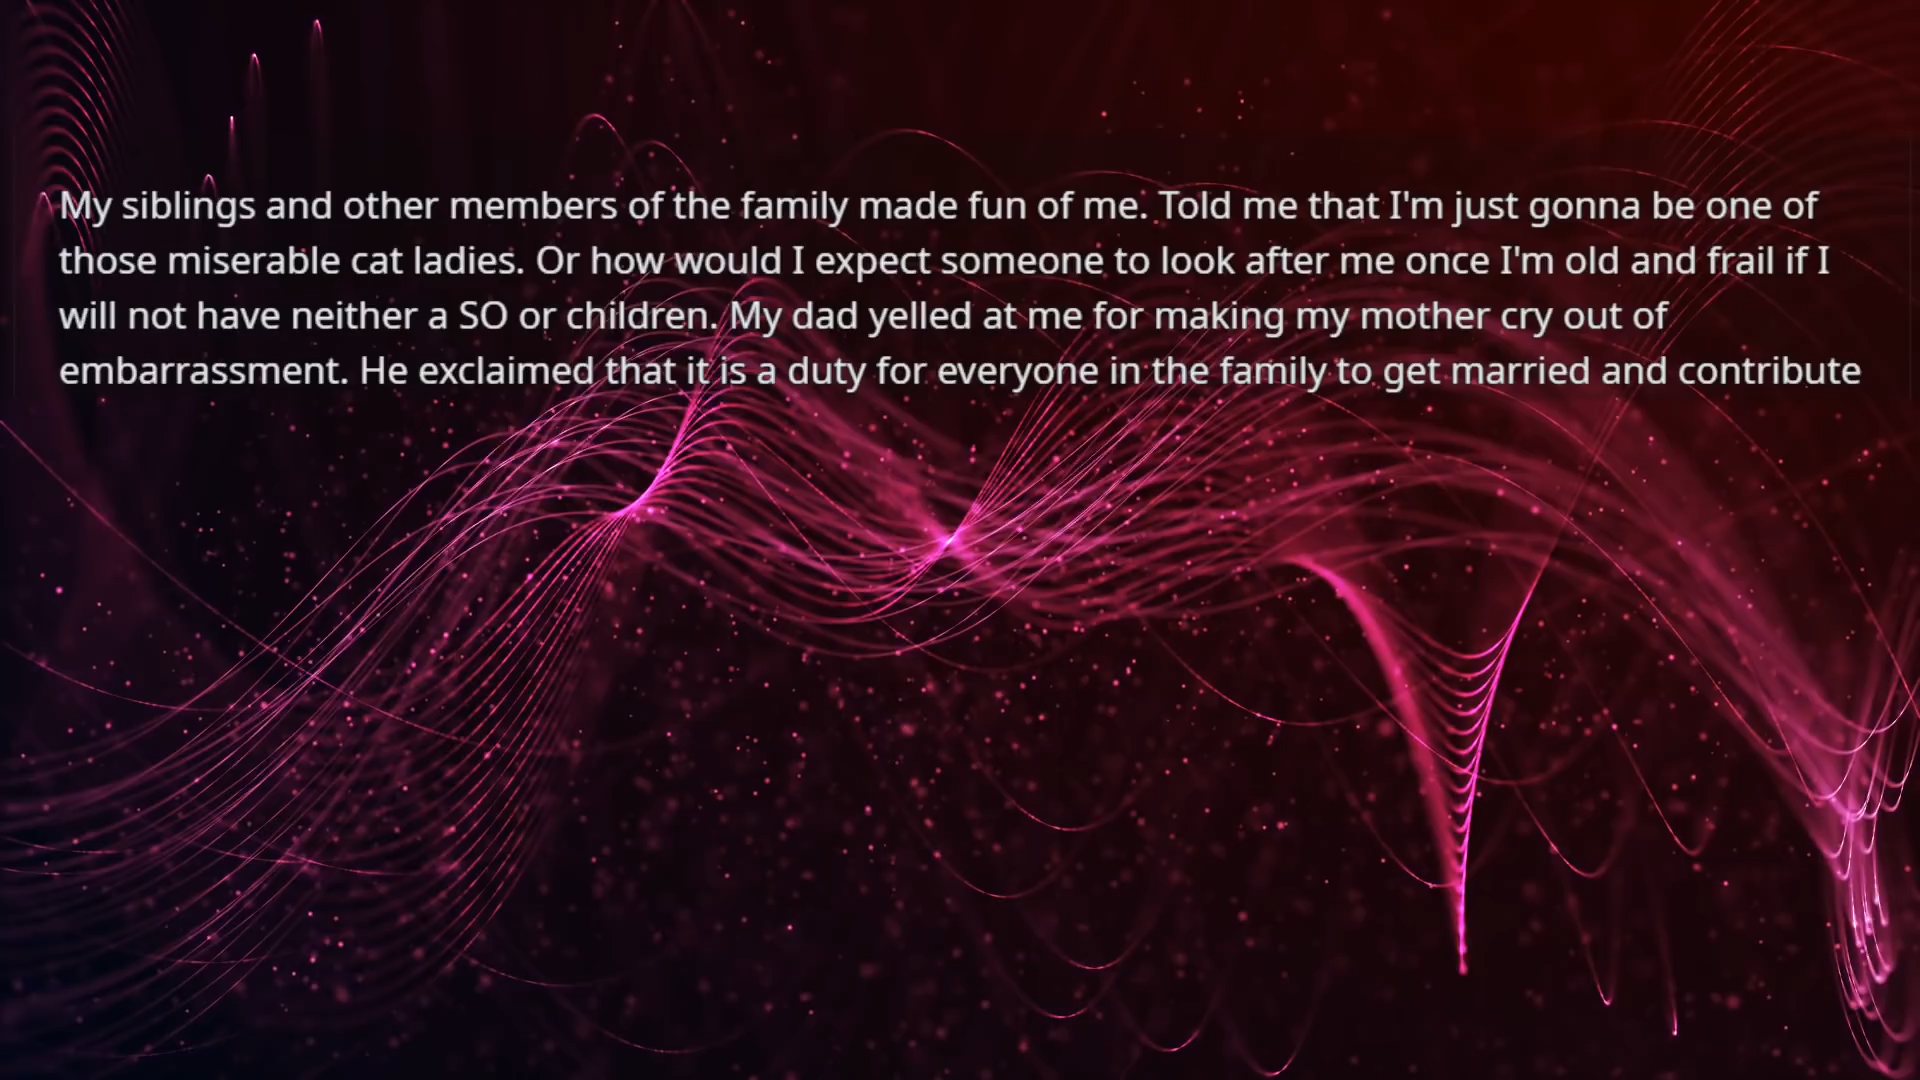 My siblings and other members of the family made fun of me. Told me that I'm just gonna be one of
those miserable cat ladies. Or how would I expect someone to look after me once I'm old and frail if I
will not have neither a SO or children. My dad yelled at me for making my mother cry out of
embarrassment. He exclaimed that it is a duty for everyone in the family to get married and contribute